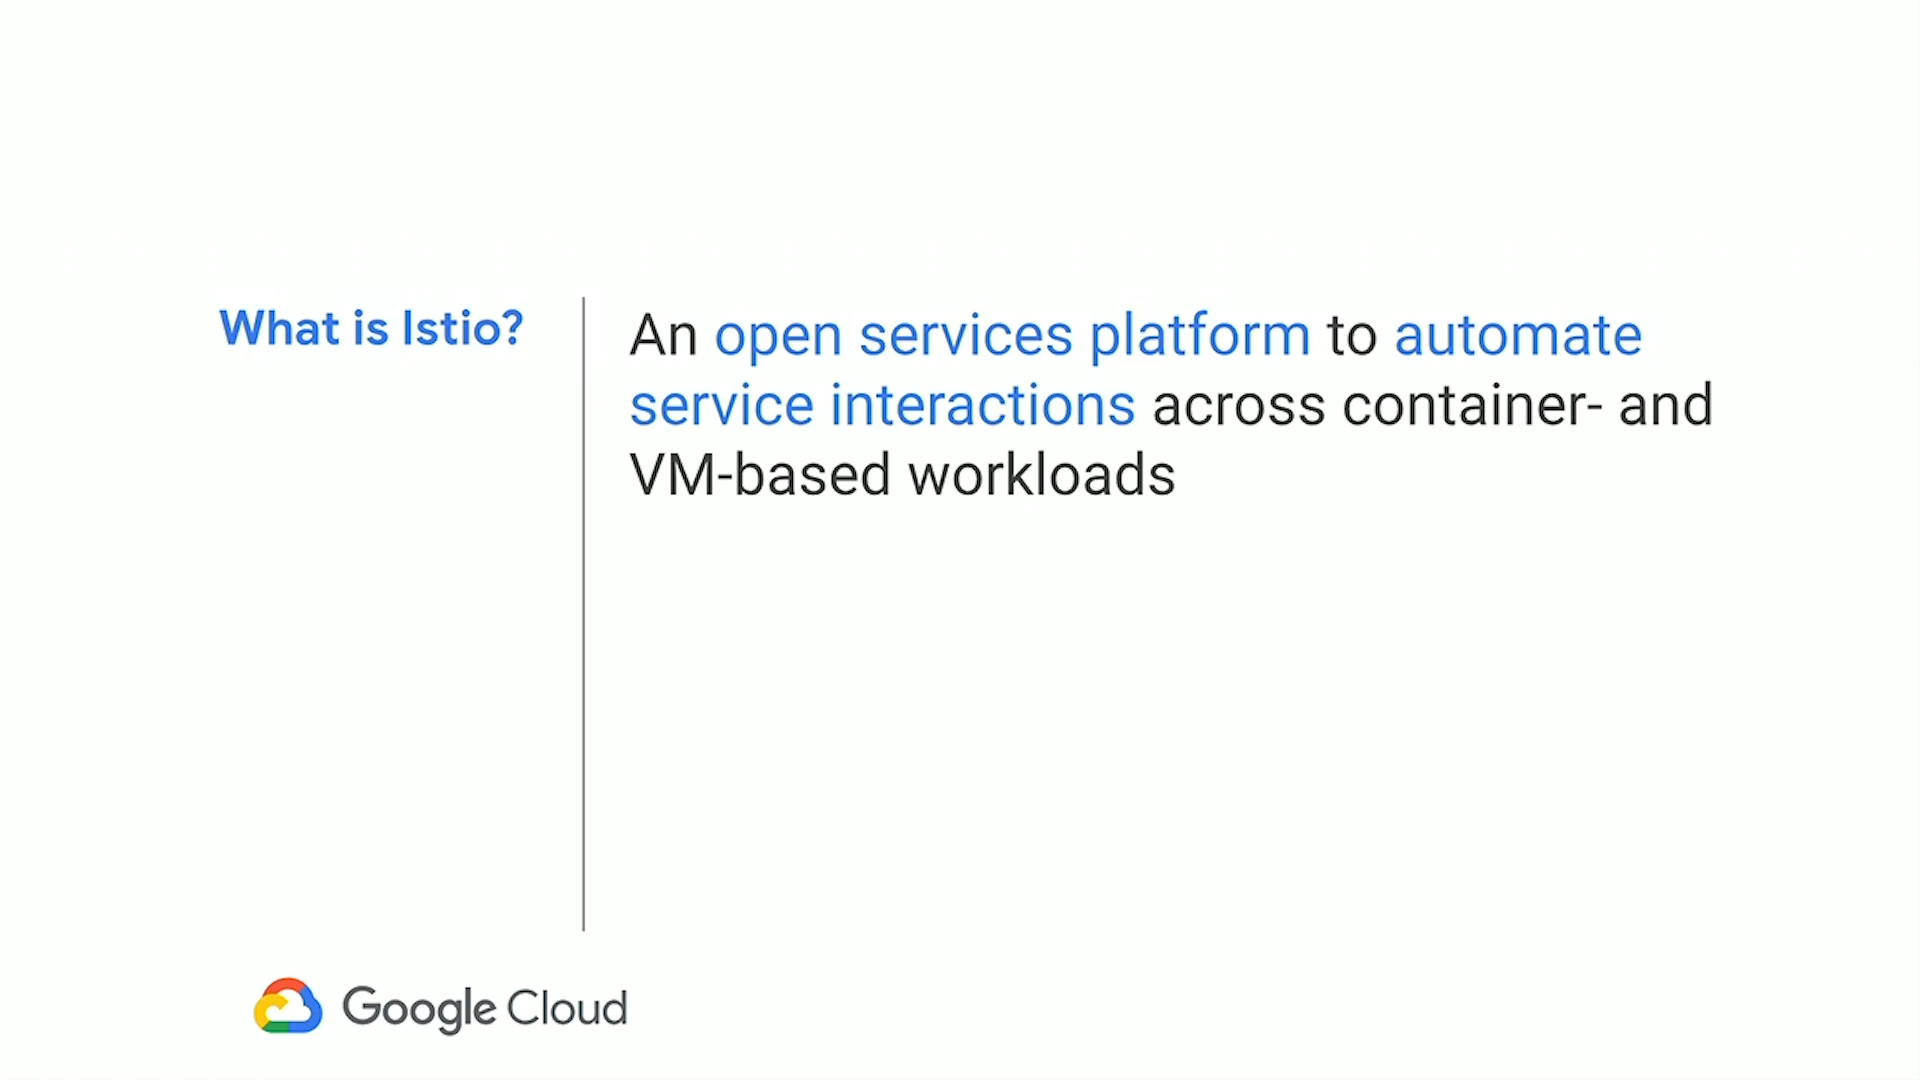 What is Istio?
An open services platform to automate
service interactions across container- and
VM-based workloads
Google Cloud